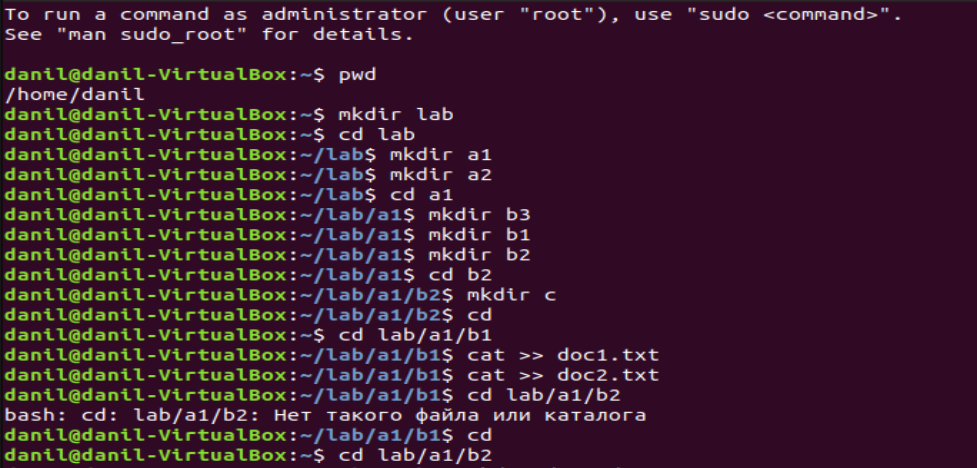 To run a command as administrator (user "root"), use "sudo <command>".
See "man sudo_root" for details.
danil@danil-VirtualBox:~$ pwd
/home/danil
danil@danil-VirtualBox:~$ mkdir lab
danil@danil-VirtualBox:~$ cd lab
danil@danil-VirtualBox:~/lab$ mkdir a1
danil@danil-VirtualBox:~/lab$ mkdir a2
danil@danil-VirtualBox:~/lab$ cd a1
danil@danil-VirtualBox:~/lab/a1$ mkdir b3
danil@danil-VirtualBox:~/lab/a1$ mkdir b1
danil@danil-VirtualBox:~/lab/a1$ mkdir b2
danil@danil-VirtualBox:~/lab/a1$ cd b2
danil@danil-VirtualBox:~/lab/a1/b2$ mkdir c
danil@danil-VirtualBox:~/lab/a1/b2$ cd
danil@danil-VirtualBox:~$ cd lab/a1/b1
danil@danil-VirtualBox:~/lab/a1/b1$ cat >> doc1.txt
danil@danil-VirtualBox:~/lab/a1/b1$ cat >> doc2.txt
danil@danil-VirtualBox:~/lab/a1/b1$ cd lab/a1/b2
bash: cd: lab/a1/b2: Нет такого файла или каталога
danil@danil-VirtualBox:~/lab/a1/b1$ cd
danil@danil-VirtualBox:~$ cd lab/a1/b2